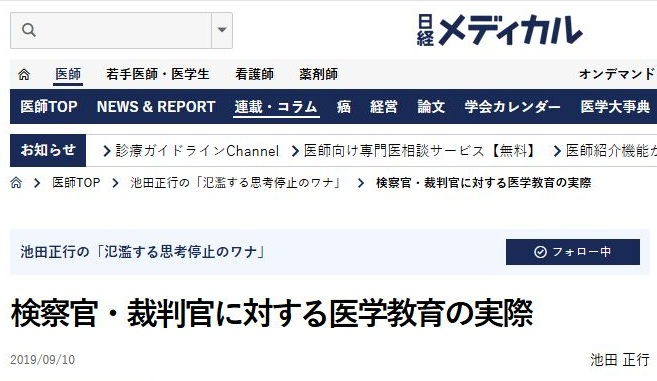 日経メディカル
医師 若手医師・医学生 看護師 薬剤師 オンデマンド
医師TOP NEWS & REPORT 連載・コラム 癌 経営 論文 学会カレンダー 医学大事典
お知らせ 診療ガイドラインChannel 医師向け専門医相談サービス【無料】 医師紹介機能が
医師TOP 池田正行の「氾濫する思考停止のワナ」 検察官・裁判官に対する医学教育の実際
池田正行の「氾濫する思考停止のワナ」 フォロー中
検察官・裁判官に対する医学教育の実際
2019/09/10 池田 正行